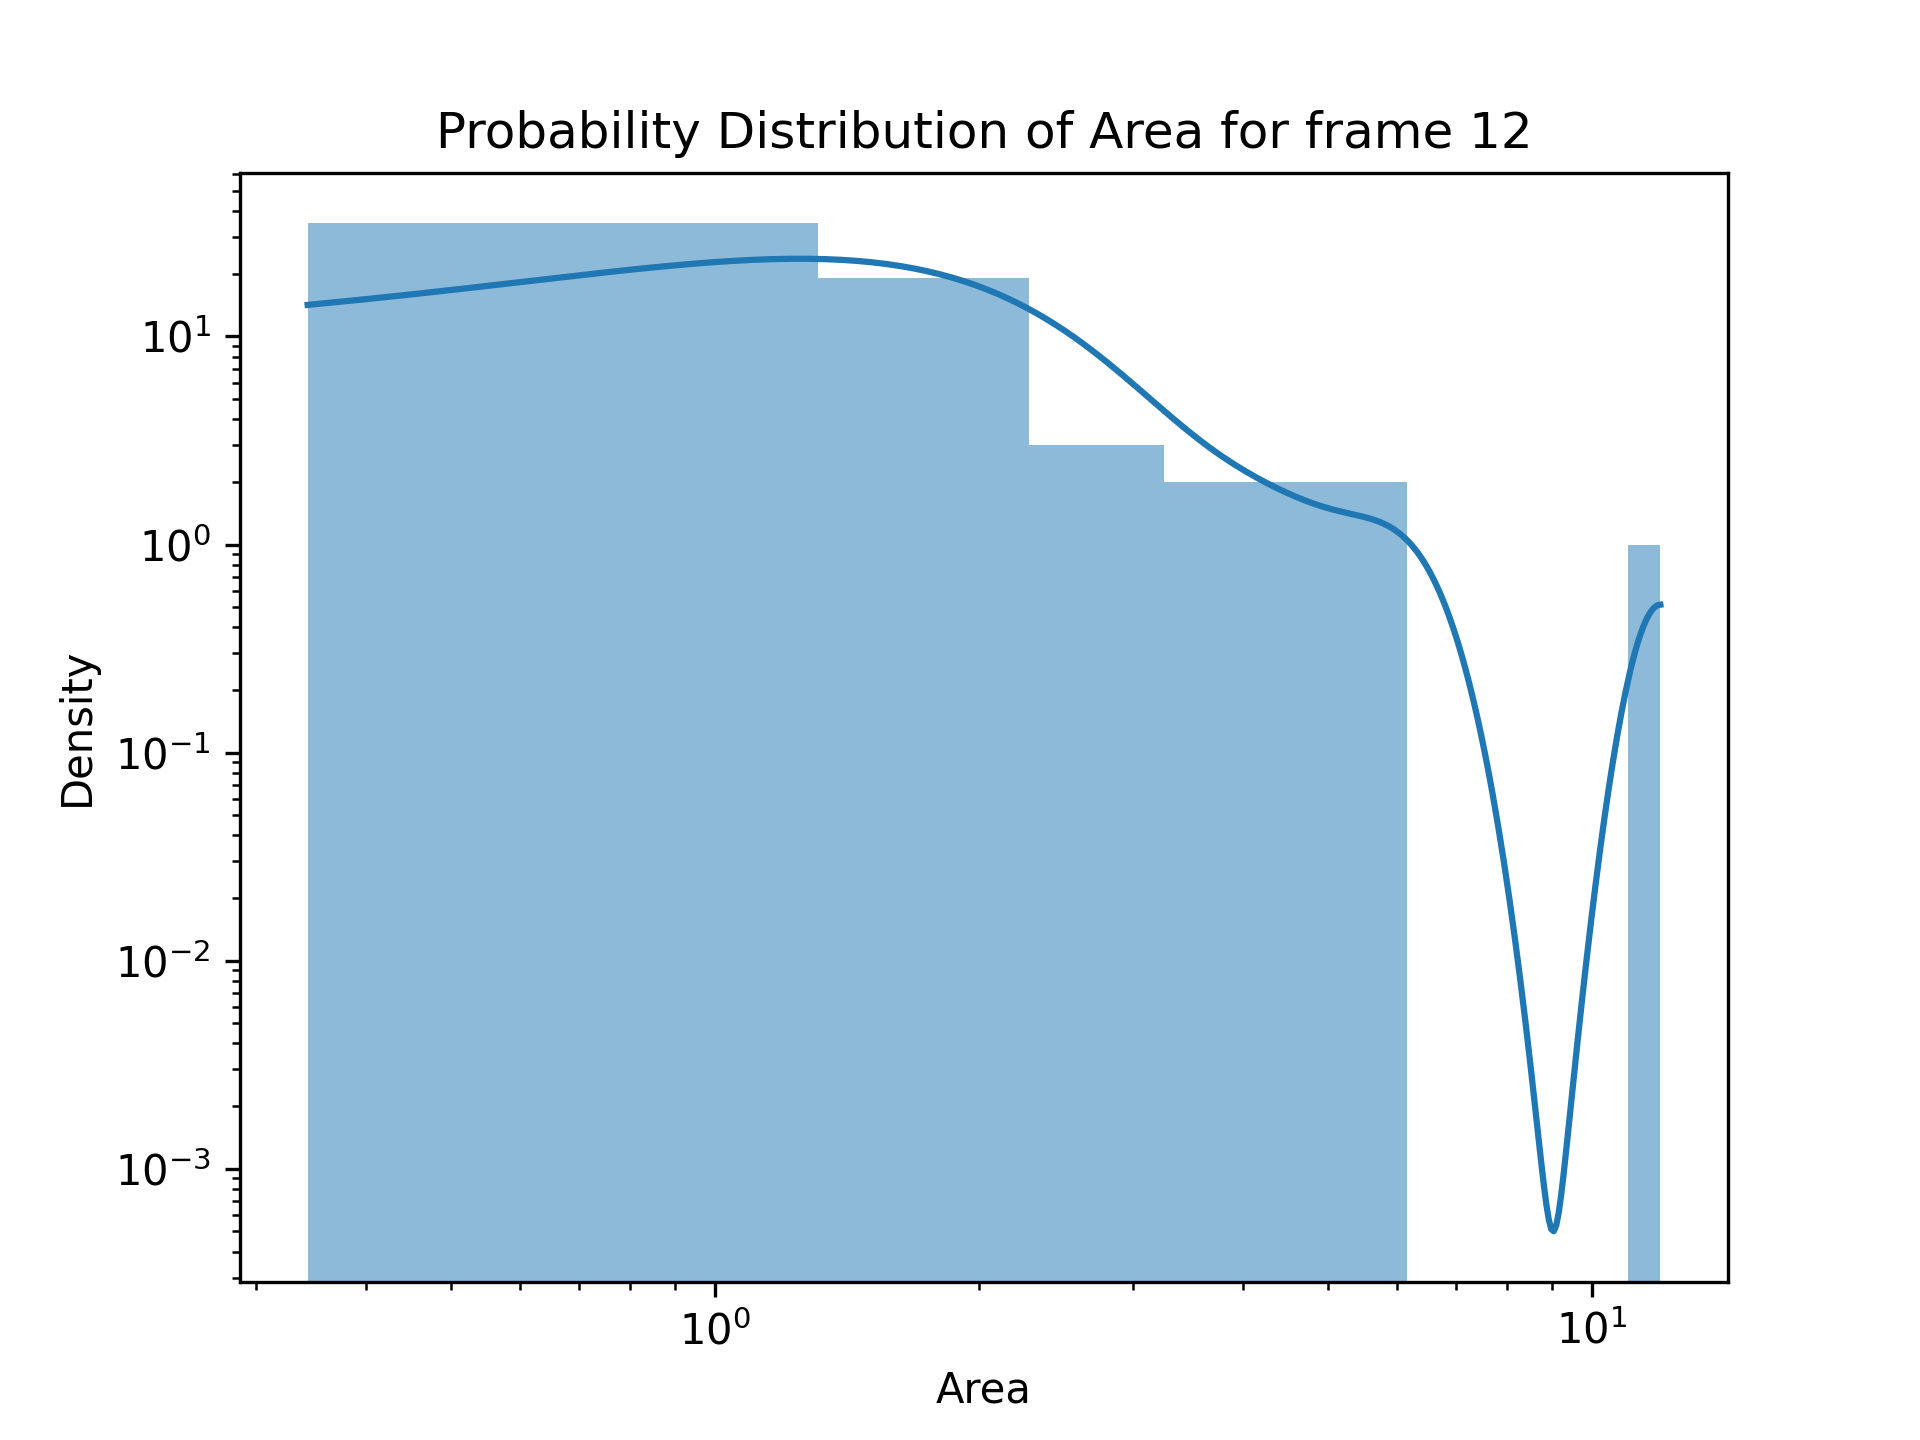 Probability Distribution of Area for frame 12
Density
10¹
10⁰
10⁻¹
10⁻²
10⁻³
10⁰ 10¹
Area